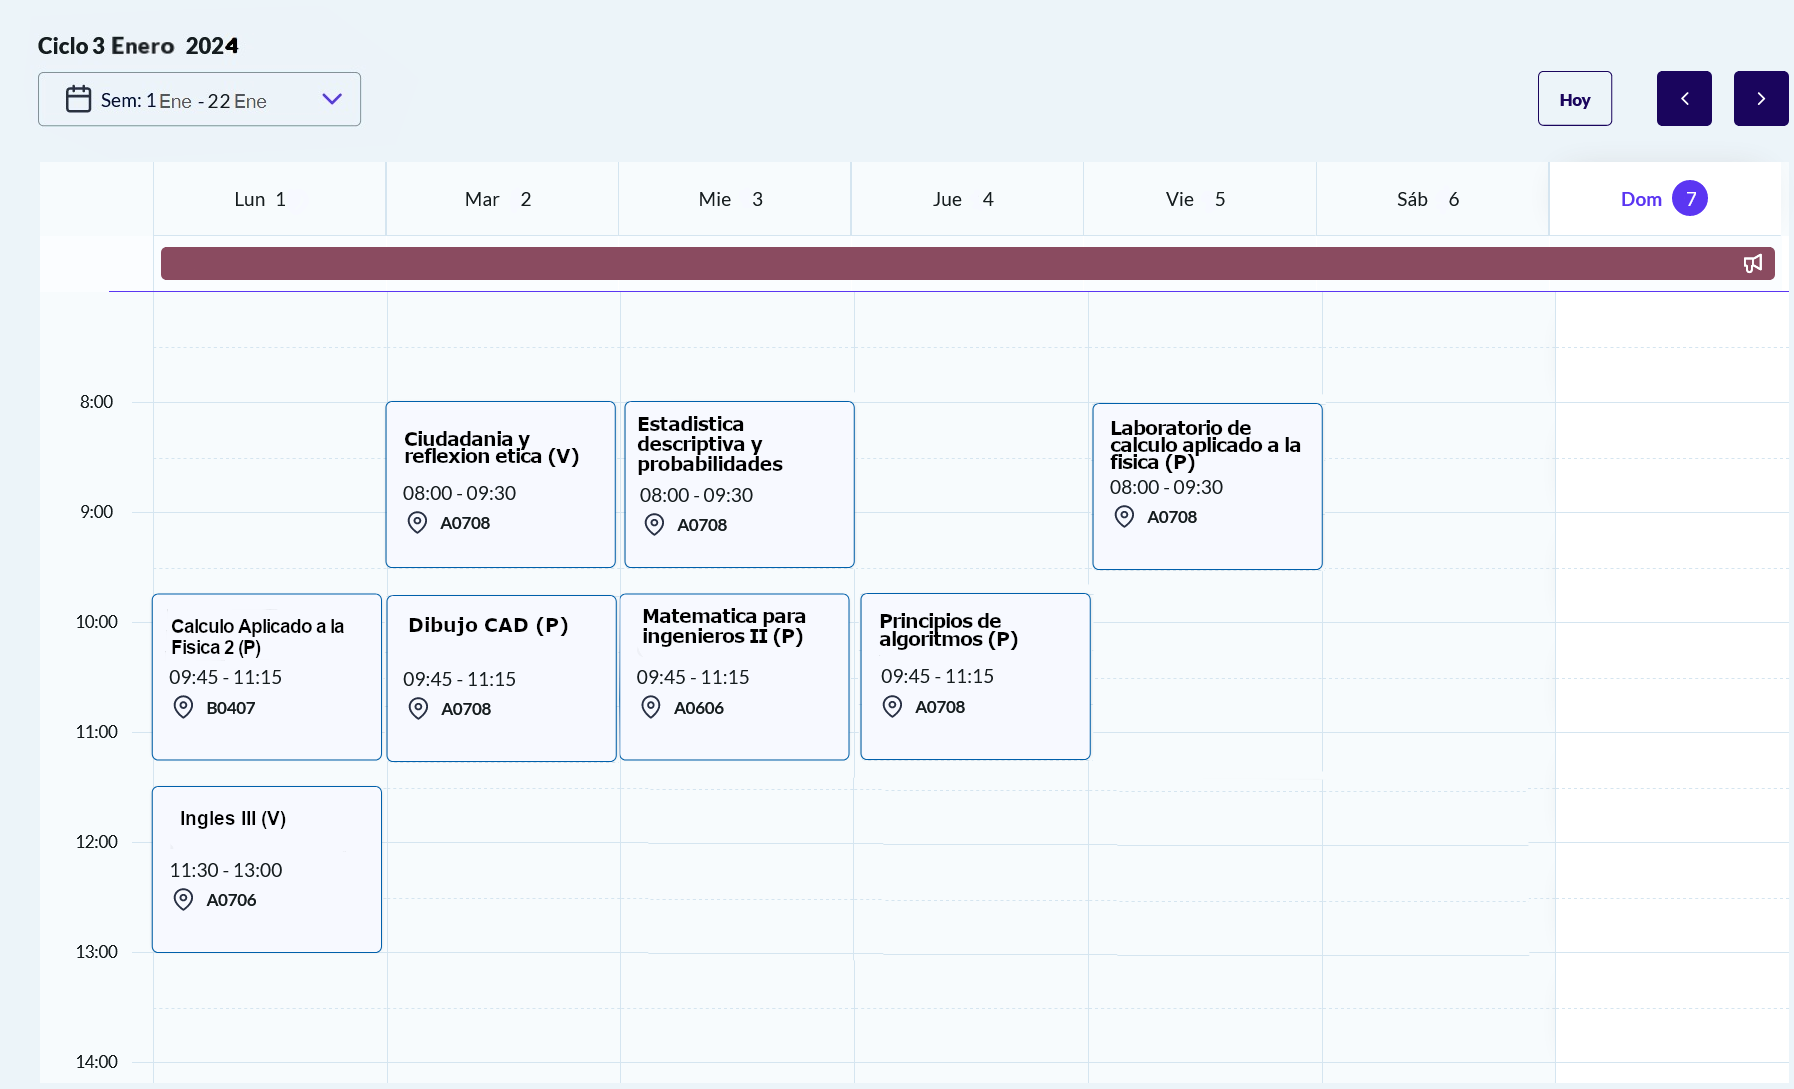 Ciclo 3 Enero 2024
Sem: 1 Ene - 22 Ene
Hoy
Lun 1
Mar 2
Mie 3
Jue 4
Vie 5
Sáb 6
Dom 7
8:00
9:00
10:00
11:00
12:00
13:00
14:00
Calculo Aplicado a la
Fisica 2 (P)
09:45 - 11:15
B0407
Ingles III (V)
11:30 - 13:00
A0706
Ciudadania y
reflexion etica (V)
08:00 - 09:30
A0708
Dibujo CAD (P)
09:45 - 11:15
A0708
Estadistica
descriptiva y
probabilidades
08:00 - 09:30
A0708
Matematica para
ingenieros II (P)
09:45 - 11:15
A0606
Principios de
algoritmos (P)
09:45 - 11:15
A0708
Laboratorio de
calculo aplicado a la
fisica (P)
08:00 - 09:30
A0708